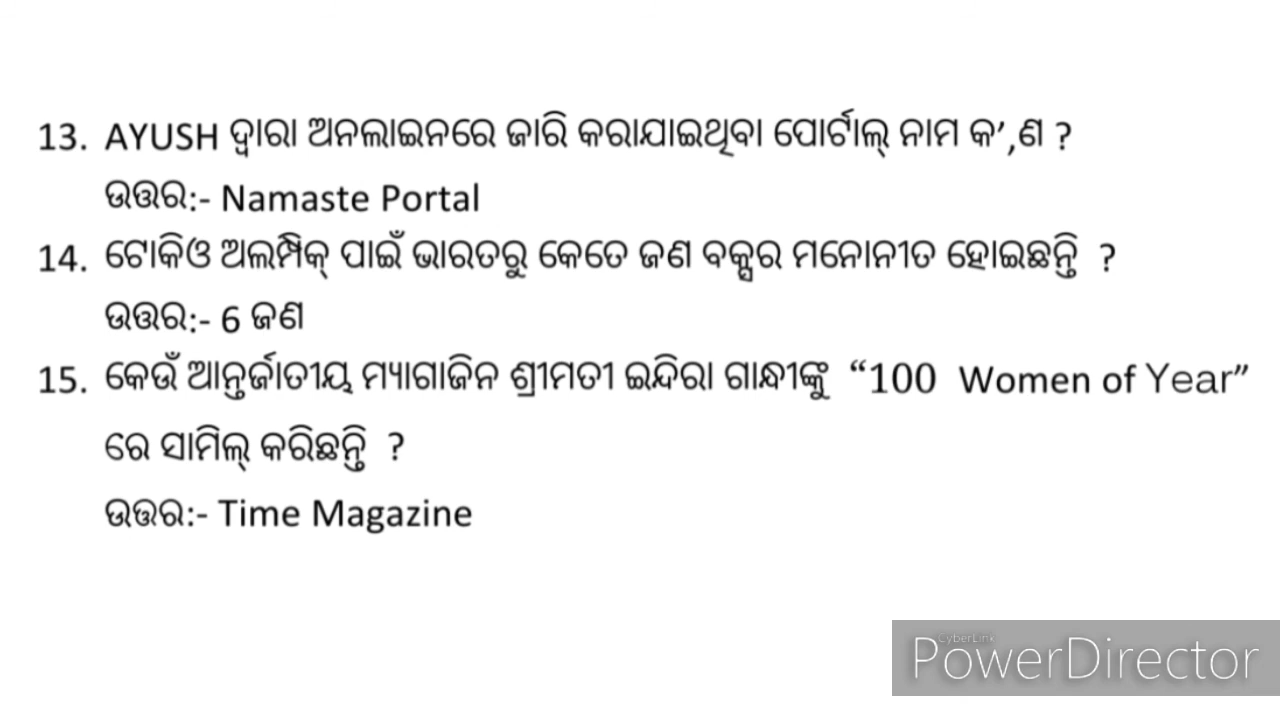 13. AYUSH ଦ୍ୱାରା ଅନଲାଇନରେ ଜାରି କରାଯାଇଥିବା ପୋର୍ଟାଲ୍ ନାମ କ’,ଣ ?
ଉତ୍ତର:- Namaste Portal
14. ଟୋକିଓ ଅଲମ୍ପିକ୍ ପାଇଁ ଭାରତରୁ କେତେ ଜଣ ବକ୍ସର ମନୋନୀତ ହୋଇଛନ୍ତି ?
ଉତ୍ତର:- 6 ଜଣ
15. କେଉଁ ଆନ୍ତର୍ଜାତୀୟ ମ୍ୟାଗାଜିନ ଶ୍ରୀମତୀ ଇନ୍ଦିରା ଗାନ୍ଧୀଙ୍କୁ “100 Women of Year”
ରେ ସାମିଲ୍ କରିଛନ୍ତି ?
ଉତ୍ତର:- Time Magazine
CyberLink
PowerDirector